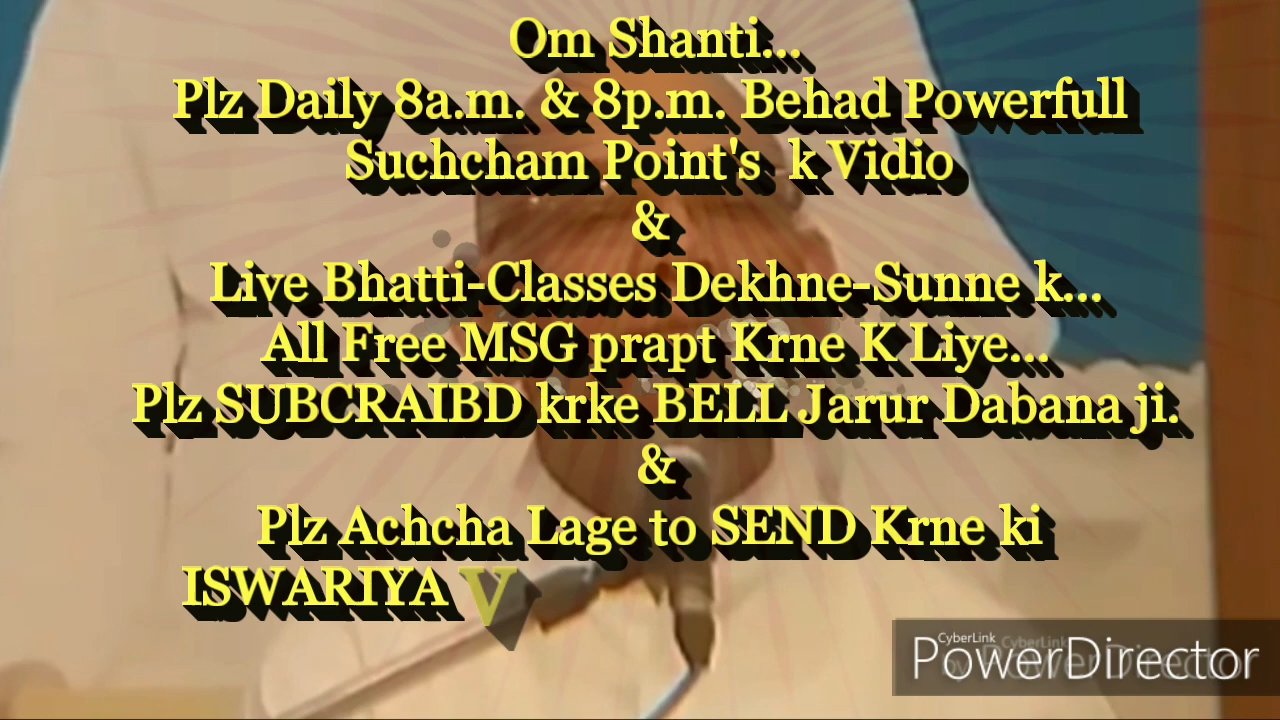 Om Shanti...
Plz Daily 8a.m. & 8p.m. Behad Powerfull
Suchcham Point's k Vidio
&
Live Bhatti-Classes Dekhne-Sunne k...
All Free MSG prapt Krne K Liye...
Plz SUBCRAIBD krke BELL Jarur Dabana ji.
&
Plz Achcha Lage to SEND Krne ki
ISWARIYA V
CyberLink
PowerDirector